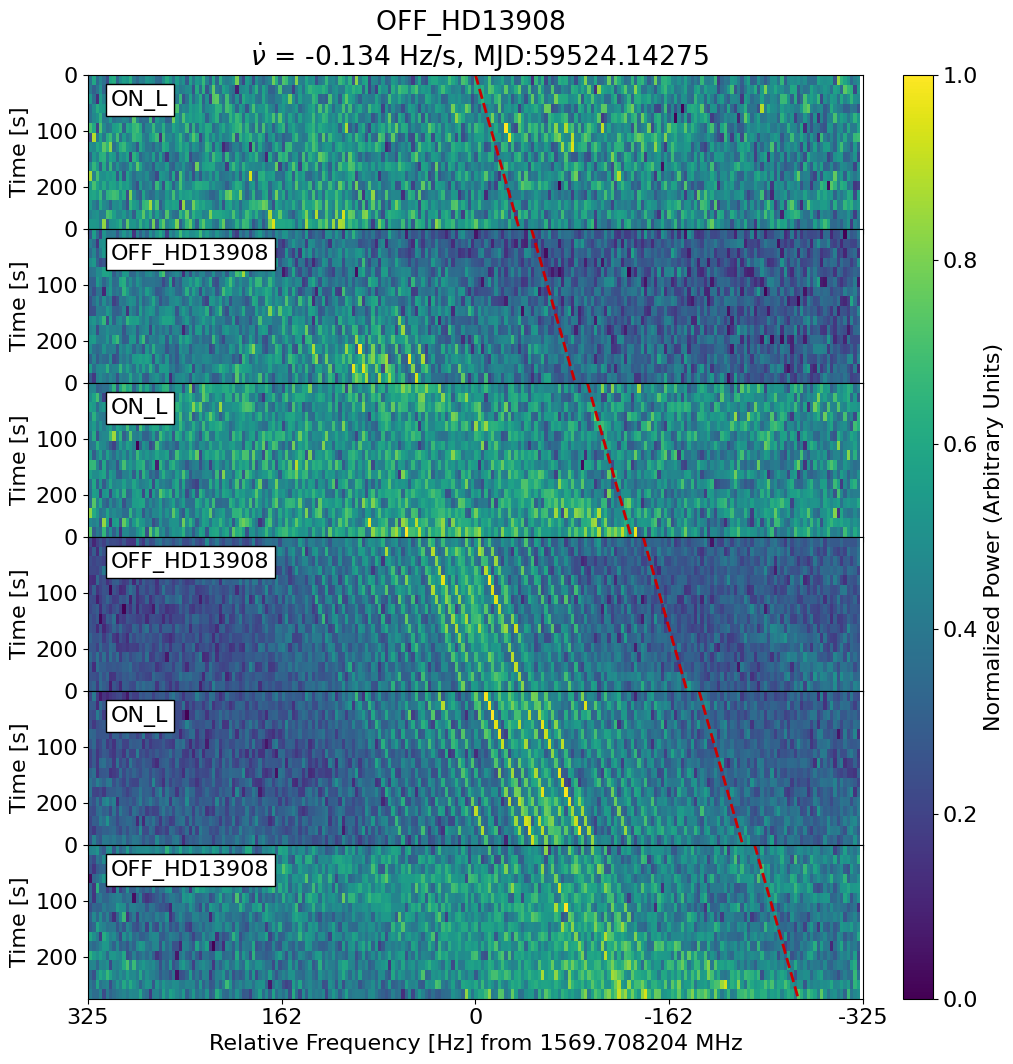 OFF_HD13908
ν̇ = -0.134 Hz/s, MJD:59524.14275
0
100
200
Time [s]
ON_L
0
100
200
Time [s]
OFF_HD13908
0
100
200
Time [s]
ON_L
0
100
200
Time [s]
OFF_HD13908
0
100
200
Time [s]
ON_L
0
100
200
Time [s]
OFF_HD13908
325 162 0 -162 -325
Relative Frequency [Hz] from 1569.708204 MHz
1.0
0.8
0.6
0.4
0.2
0.0
Normalized Power (Arbitrary Units)